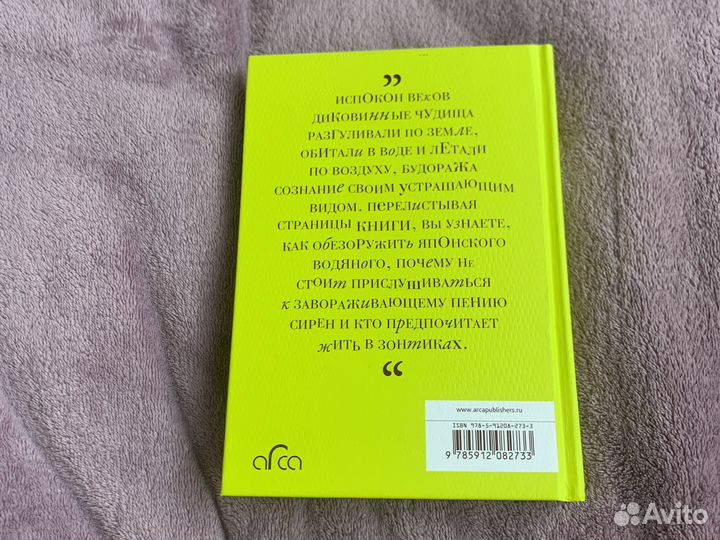 ”
ИСПОКОН ВЕКОВ
ДИКОВИННЫЕ ЧУДИЩА
РАЗГУЛИВАЛИ ПО ЗЕМЛЕ,
ОБИТАЛИ В ВОДЕ И ЛЕТАЛИ
ПО ВОЗДУХУ, БУДОРАЖА
СОЗНАНИЕ СВОИМ УСТРАШАЮЩИМ
ВИДОМ. ПЕРЕЛИСТЫВАЯ
СТРАНИЦЫ КНИГИ, ВЫ УЗНАЕТЕ,
КАК ОБЕЗОРУЖИТЬ ЯПОНСКОГО
ВОДЯНОГО, ПОЧЕМУ НЕ
СТОИТ ПРИСЛУШИВАТЬСЯ
К ЗАВОРАЖИВАЮЩЕМУ ПЕНИЮ
СИРЕН И КТО ПРЕДПОЧИТАЕТ
ЖИТЬ В ЗОНТИКАХ.
“
www.arcapublishers.ru
ISBN 978-5-91208-273-3
9 785912 082733
arca
Avito